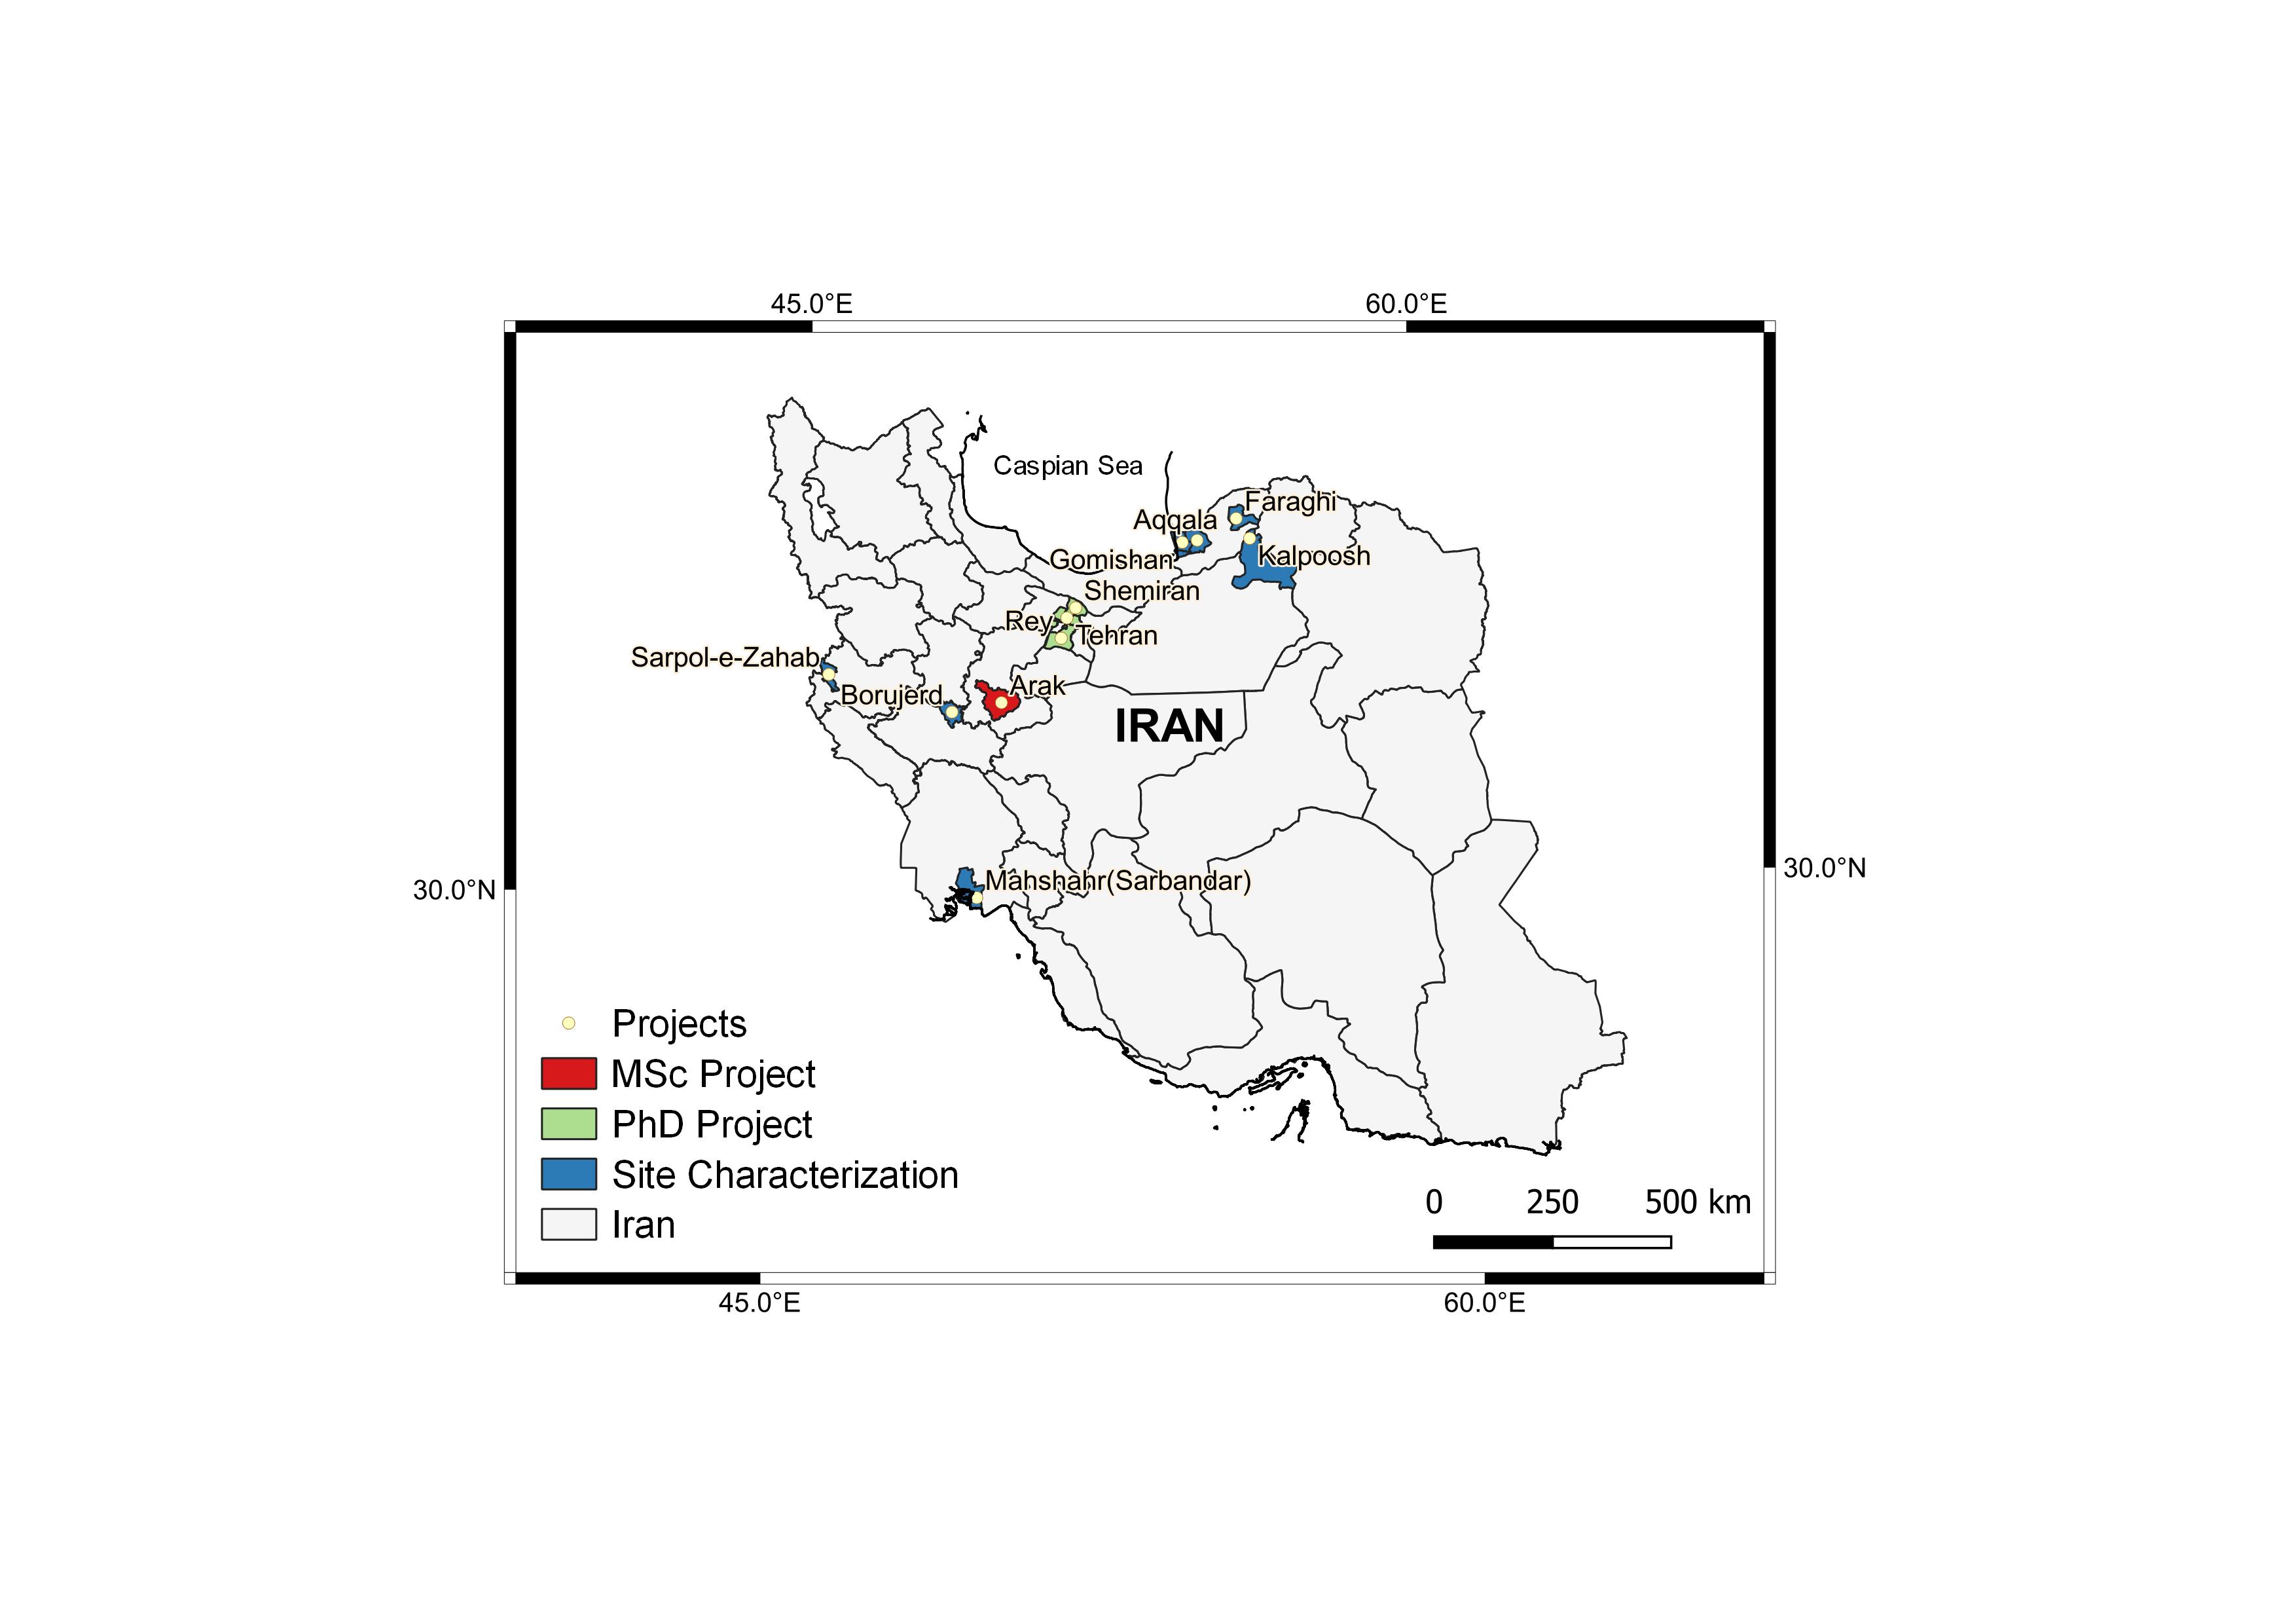 45.0°E
60.0°E
Caspian Sea
Faraghi
Aqqala
Gomishan
Kalpoosh
Shemiran
Rey
Tehran
Sarpol-e-Zahab
Borujerd
Arak
IRAN
30.0°N
30.0°N
Mahshahr(Sarbandar)
Projects
MSc Project
PhD Project
Site Characterization
Iran
0
250
500 km
45.0°E
60.0°E